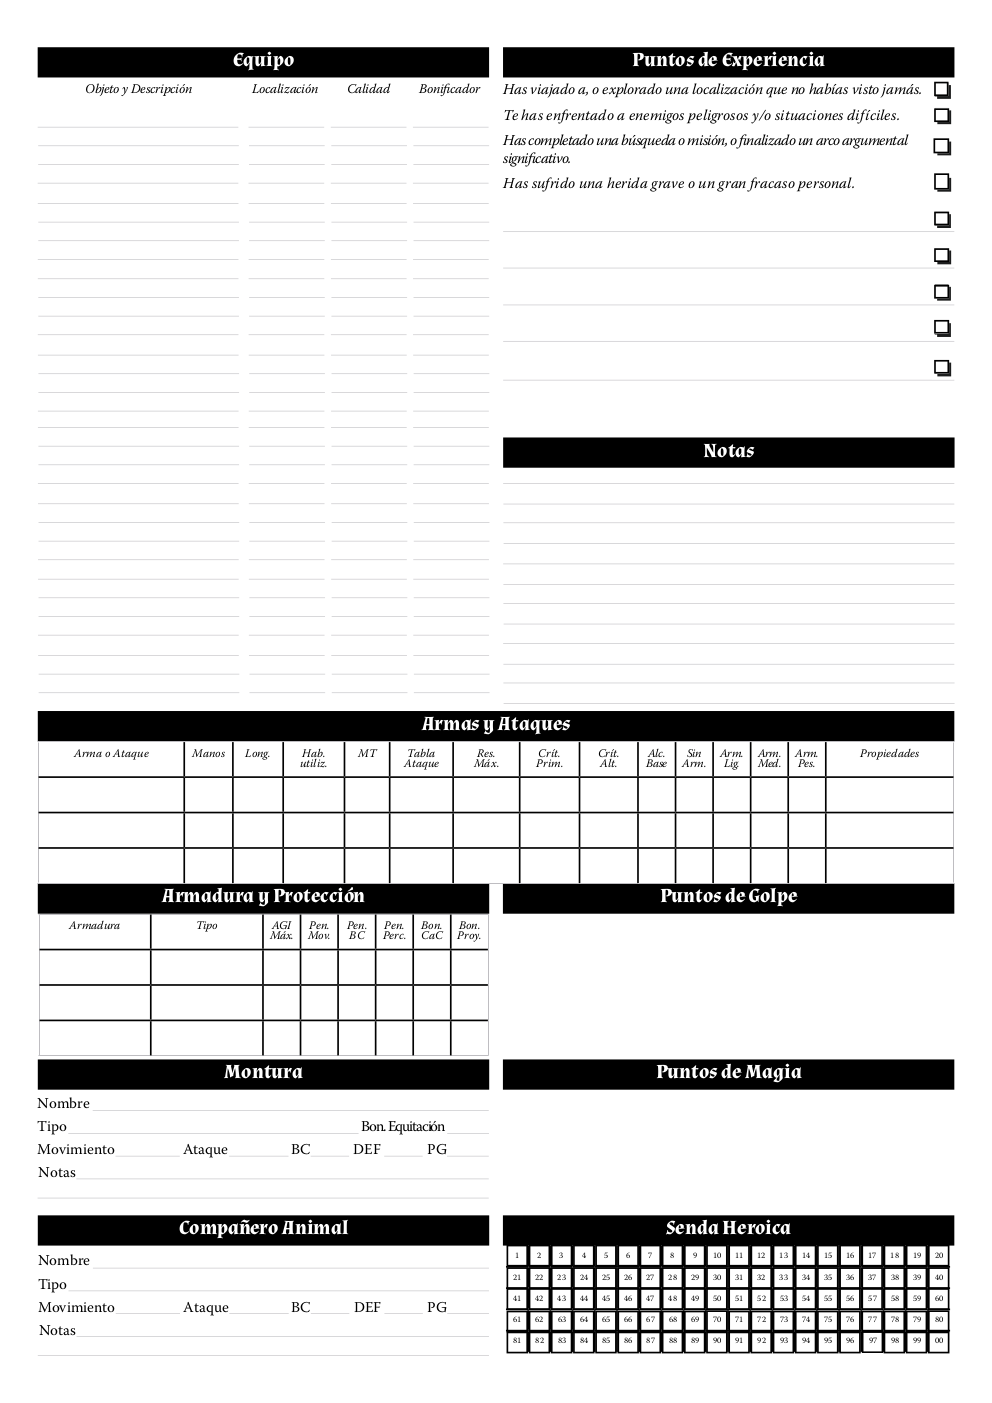 Equipo
Objeto y Descripción Localización Calidad Bonificador
Puntos de Experiencia
Has viajado a, o explorado una localización que no habías visto jamás.
Te has enfrentado a enemigos peligrosos y/o situaciones difíciles.
Has completado una búsqueda o misión, o finalizado un arco argumental
significativo.
Has sufrido una herida grave o un gran fracaso personal.
Notas
Armas y Ataques
Arma o Ataque Manos Long. Hab. utiliz. MT Tabla Ataque Res. Máx. Crít. Prim. Crít. Alt. Alc. Base Sin Arm. Arm. Lig. Arm. Med. Arm. Pes. Propiedades
Armadura y Protección
Armadura Tipo AGI Máx. Pen. Mov. Pen. BC Pen. Perc. Bon. CaC Bon. Proy.
Puntos de Golpe
Montura
Nombre
Tipo Bon. Equitación
Movimiento Ataque BC DEF PG
Notas
Puntos de Magia
Compañero Animal
Nombre
Tipo
Movimiento Ataque BC DEF PG
Notas
Senda Heroica
1 2 3 4 5 6 7 8 9 10 11 12 13 14 15 16 17 18 19 20
21 22 23 24 25 26 27 28 29 30 31 32 33 34 35 36 37 38 39 40
41 42 43 44 45 46 47 48 49 50 51 52 53 54 55 56 57 58 59 60
61 62 63 64 65 66 67 68 69 70 71 72 73 74 75 76 77 78 79 80
81 82 83 84 85 86 87 88 89 90 91 92 93 94 95 96 97 98 99 00